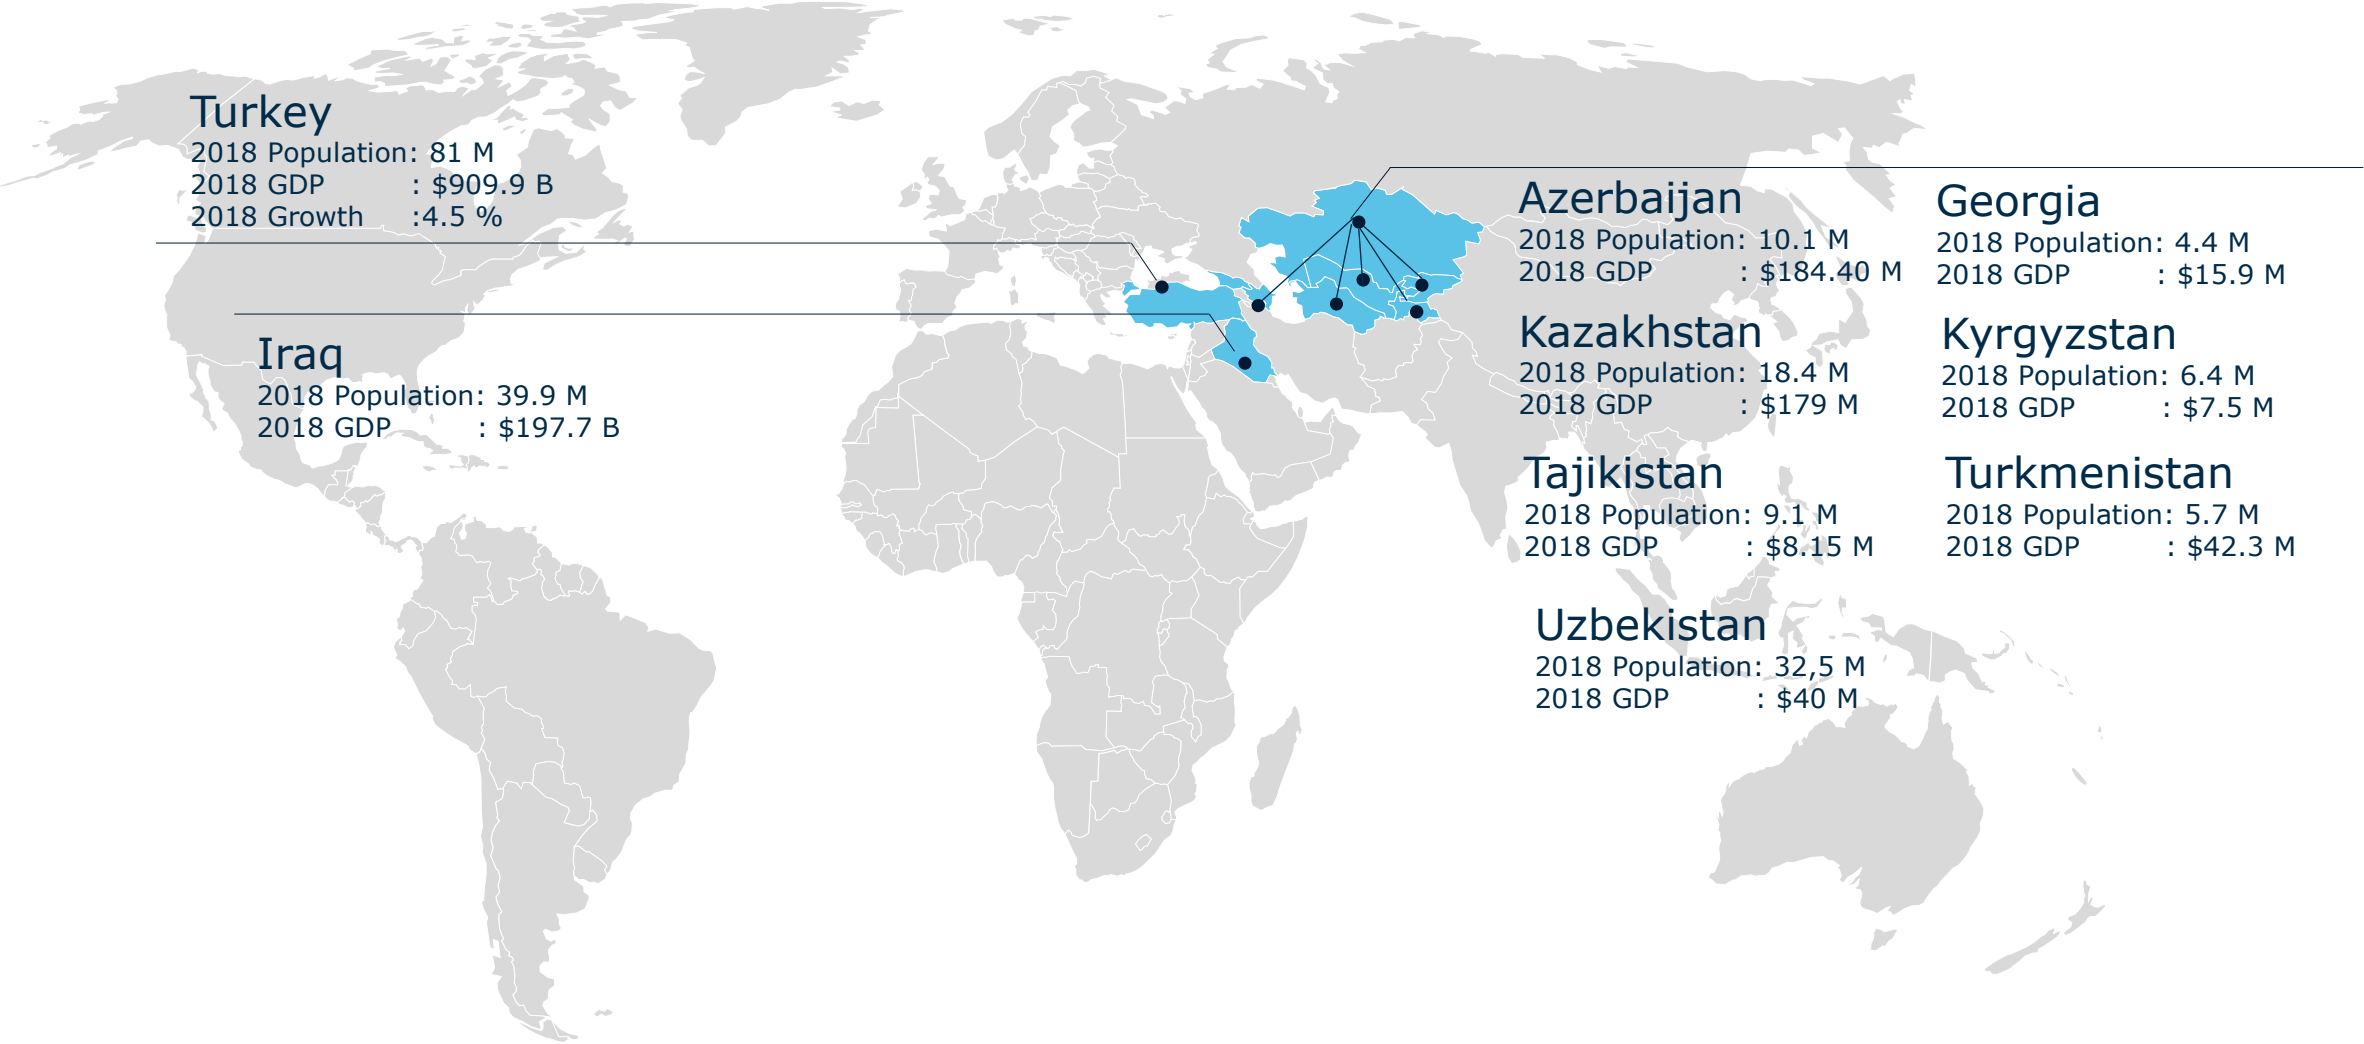 Turkey
2018 Population: 81 M
2018 GDP : $909.9 B
2018 Growth :4.5 %
Iraq
2018 Population: 39.9 M
2018 GDP : $197.7 B
Azerbaijan
2018 Population: 10.1 M
2018 GDP : $184.40 M
Georgia
2018 Population: 4.4 M
2018 GDP : $15.9 M
Kazakhstan
2018 Population: 18.4 M
2018 GDP : $179 M
Kyrgyzstan
2018 Population: 6.4 M
2018 GDP : $7.5 M
Tajikistan
2018 Population: 9.1 M
2018 GDP : $8.15 M
Turkmenistan
2018 Population: 5.7 M
2018 GDP : $42.3 M
Uzbekistan
2018 Population: 32,5 M
2018 GDP : $40 M